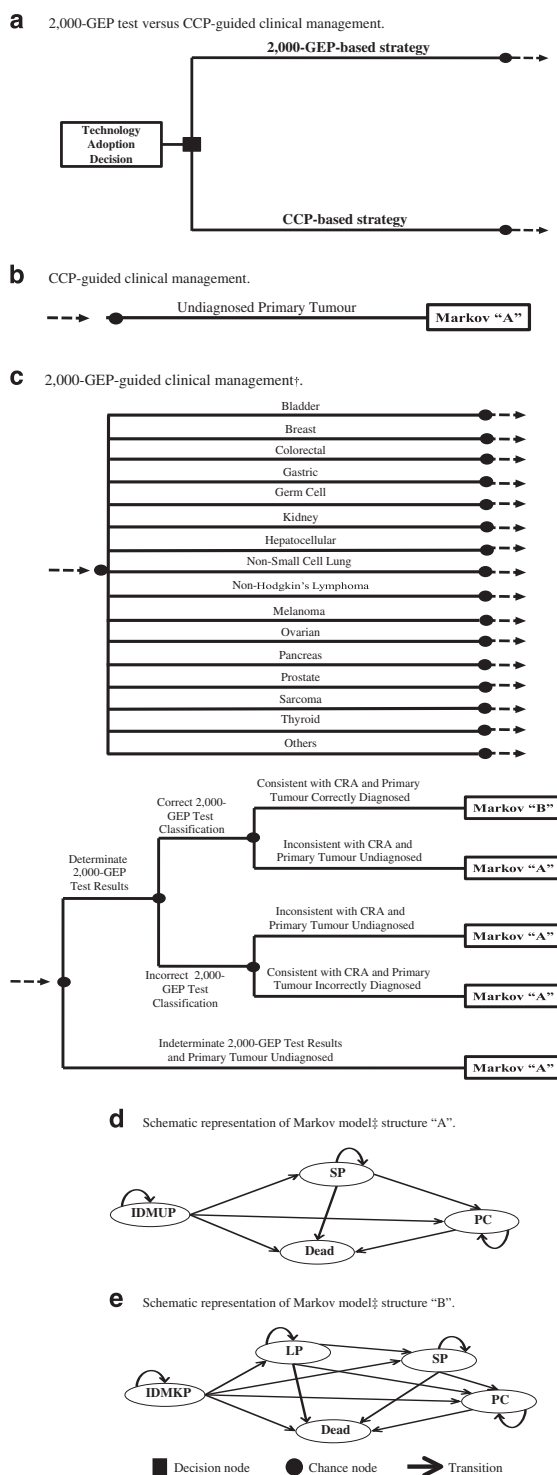 a 2,000-GEP test versus CCP-guided clinical management.
2,000-GEP-based strategy
Technology
Adoption
Decision
CCP-based strategy
b CCP-guided clinical management.
Undiagnosed Primary Tumour
Markov “A”
c 2,000-GEP-guided clinical management†.
Bladder
Breast
Colorectal
Gastric
Germ Cell
Kidney
Hepatocellular
Non-Small Cell Lung
Non-Hodgkin’s Lymphoma
Melanoma
Ovarian
Pancreas
Prostate
Sarcoma
Thyroid
Others
Determinate
2,000-GEP
Test Results
Correct 2,000-
GEP Test
Classification
Consistent with CRA and Primary
Tumour Correctly Diagnosed
Markov “B”
Inconsistent with CRA and
Primary Tumour Undiagnosed
Markov “A”
Incorrect 2,000-
GEP Test
Classification
Inconsistent with CRA and
Primary Tumour Undiagnosed
Markov “A”
Consistent with CRA and Primary
Tumour Incorrectly Diagnosed
Markov “A”
Indeterminate 2,000-GEP Test Results
and Primary Tumour Undiagnosed
Markov “A”
d Schematic representation of Markov model‡ structure “A”.
SP
IDMUP
PC
Dead
e Schematic representation of Markov model‡ structure “B”.
LP
SP
IDMKP
PC
Dead
Decision node
Chance node
Transition